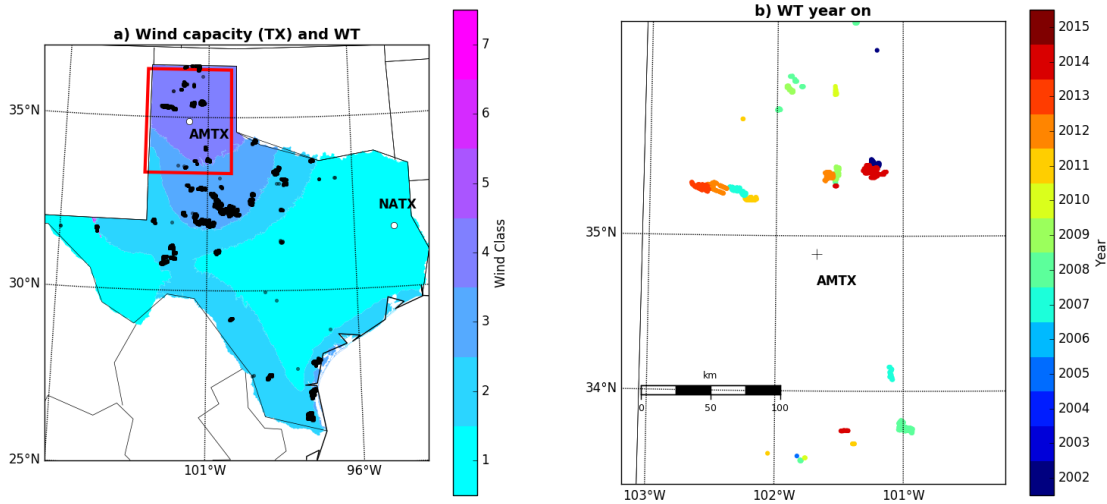 a) Wind capacity (TX) and WT
35°N
30°N
25°N
101°W
96°W
AMTX
NATX
7
6
5
4
3
2
1
Wind Class
b) WT year on
35°N
34°N
103°W
102°W
101°W
AMTX
km
0
50
100
2015
2014
2013
2012
2011
2010
2009
2008
2007
2006
2005
2004
2003
2002
Year